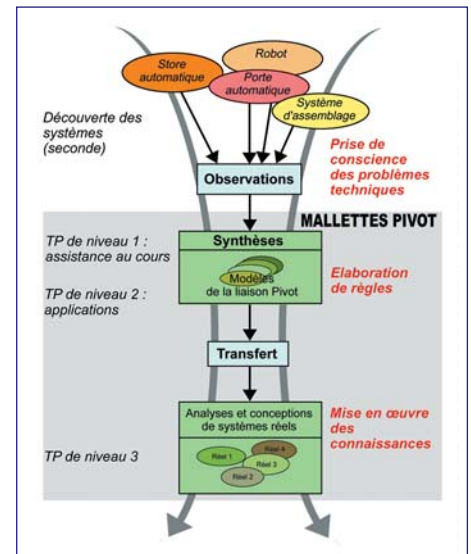 Store
automatique
Robot
Porte
automatique
Système
d'assemblage
Découverte des
systèmes
(seconde)
Prise de
conscience
des problèmes
techniques
Observations
MALLETTES PIVOT
TP de niveau 1 :
assistance au cours
Synthèses
Modèles
de la liaison Pivot
Elaboration
de règles
TP de niveau 2 :
applications
Transfert
Analyses et conceptions
de systèmes réels
Mise en œuvre
des
connaissances
TP de niveau 3
Réel 1
Réel 4
Réel 3
Réel 2